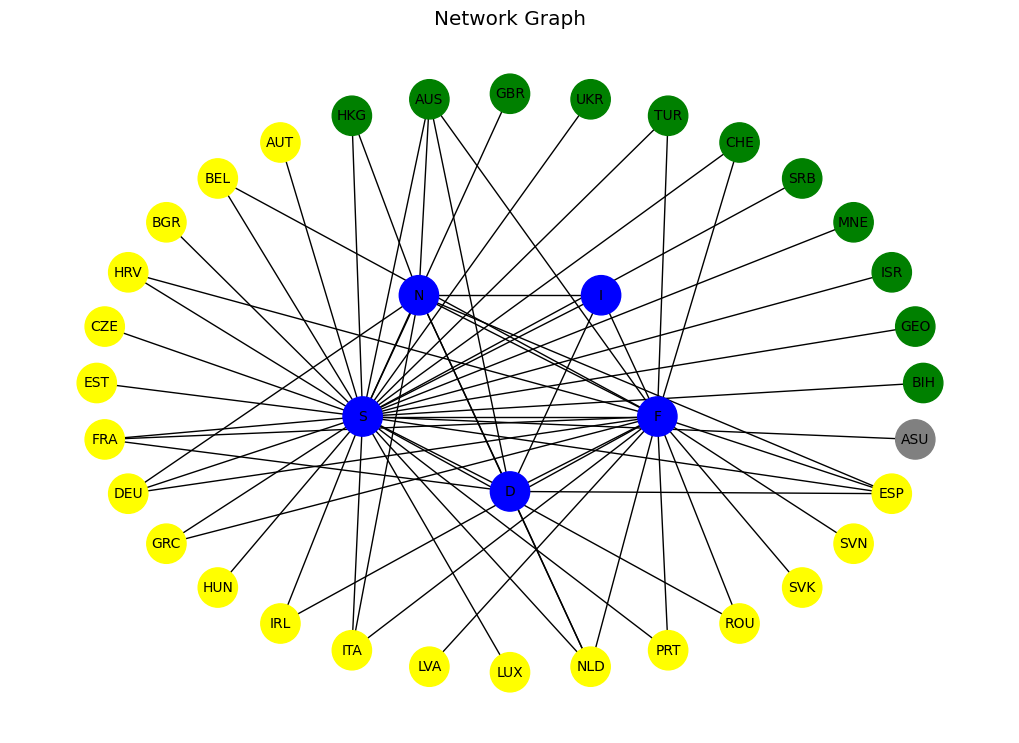 Network Graph
GBR
AUS
UKR
HKG
TUR
AUT
CHE
BEL
SRB
BGR
MNE
HRV
ISR
N
I
CZE
GEO
EST
BIH
S
F
FRA
ASU
DEU
D
ESP
GRC
SVN
HUN
SVK
IRL
ROU
ITA
PRT
LVA
NLD
LUX